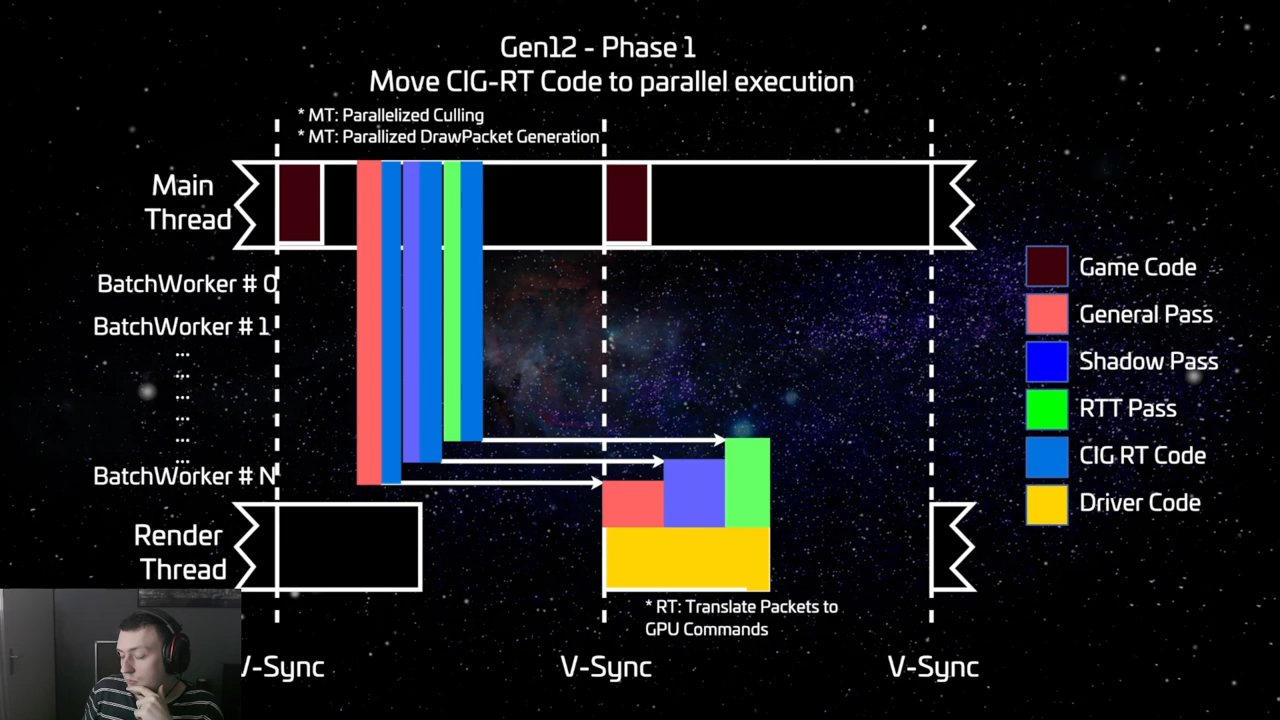 Gen12 - Phase 1
Move CIG-RT Code to parallel execution
* MT: Parallelized Culling
* MT: Parallized DrawPacket Generation
Main
Thread
BatchWorker # 0
BatchWorker # 1
...
...
...
...
...
...
BatchWorker # N
Render
Thread
Game Code
General Pass
Shadow Pass
RTT Pass
CIG RT Code
Driver Code
* RT: Translate Packets to
GPU Commands
V-Sync
V-Sync
V-Sync